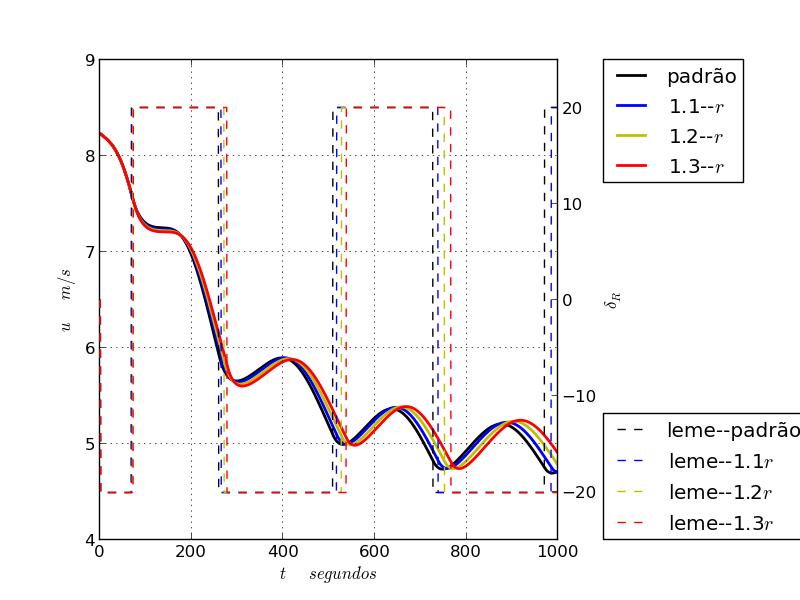 9
8
7
6
5
4
u m/s
0
200
400
600
800
1000
t segundos
20
10
0
−10
−20
δR
padrão
1.1--r
1.2--r
1.3--r
leme--padrão
leme--1.1r
leme--1.2r
leme--1.3r